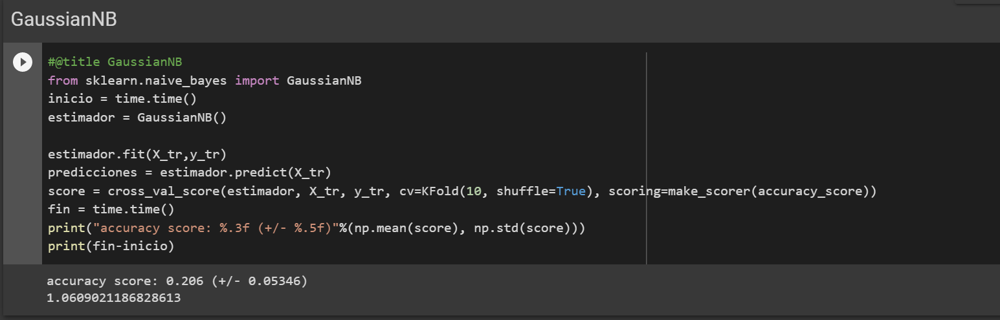 GaussianNB
#@title GaussianNB
from sklearn.naive_bayes import GaussianNB
inicio = time.time()
estimador = GaussianNB()
estimador.fit(X_tr,y_tr)
predicciones = estimador.predict(X_tr)
score = cross_val_score(estimador, X_tr, y_tr, cv=KFold(10, shuffle=True), scoring=make_scorer(accuracy_score))
fin = time.time()
print("accuracy score: %.3f (+/- %.5f)"%(np.mean(score), np.std(score)))
print(fin-inicio)
accuracy score: 0.206 (+/- 0.05346)
1.0609021186828613